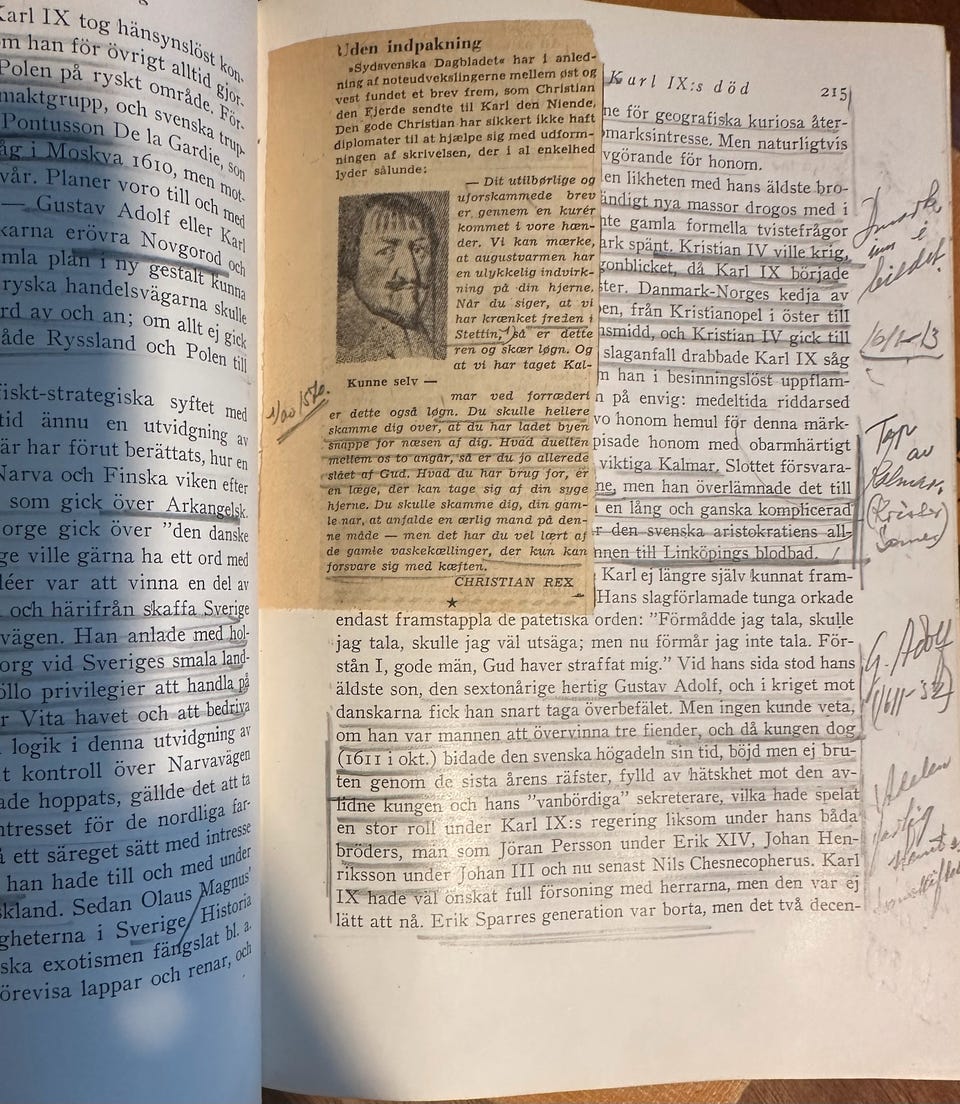 Karl IX tog hänsynslöst kon-
om han för övrigt alltid gjor-
Polen på ryskt område. För-
maktgrupp, och svenska trup-
Pontusson De la Gardie, som
åg i Moskva 1610, men mot-
vår. Planer voro till och med
— Gustav Adolf eller Karl
karna erövra Novgorod och
mla plan i ny gestalt kunna
ryska handelsvägarna skulle
rd av och an; om allt ej gick
åde Ryssland och Polen till
fiskt-strategiska syftet med
tid ännu en utvidgning av
är har förut berättats, hur en
Narva och Finska viken efter
som gick över Arkangelsk.
orge gick över "den danske
ge ville gärna ha ett ord med
léer var att vinna en del av
och härifrån skaffa Sverige
vägen. Han anlade med hol-
org vid Sveriges smala land-
öllo privilegier att handla på
r Vita havet och att bedriva
logik i denna utvidgning av
t kontroll över Narvavägen
ade hoppats, gällde det att ta
ntresset för de nordliga far-
å ett säreget sätt med intresse
han hade till och med under
kland. Sedan Olaus Magnus'
gheterna i Sverige/Historia
ska exotismen fängslat bl. a.
örevisa lappar och renar, och
Uden indpakning
»Sydsvenska Dagbladet« har i anled-
ning af noteudvekslingerne mellem øst og
vest fundet et brev frem, som Christian
den Fjerde sendte til Karl den Niende.
Den gode Christian har sikkert ikke haft
diplomater til at hjælpe sig med udform-
ningen af skrivelsen, der i al enkelhed
lyder sålunde:
— Dit utilbørlige og
uforskammede brev
er gennem en kurér
kommet i vore hæn-
der. Vi kan mærke,
at augustvarmen har
en ulykkelig indvirk-
ning på din hjerne.
Når du siger, at vi
har krænket freden i
Stettin, så er dette
ren og skær løgn. Og
at vi har taget Kal-
Kunne selv —
mar ved forræderi
er dette også løgn. Du skulle hellere
skamme dig over, at du har ladet byen
snappe for næsen af dig. Hvad duellen
mellem os to angår, så er du jo allerede
slået af Gud. Hvad du har brug for, er
en læge, der kan tage sig af din syge
hjerne. Du skulle skamme dig, din gam-
le nar, at anfalde en ærlig mand på den-
ne måde — men det har du vel lært af
de gamle vaskekællinger, der kun kan
forsvare sig med kæften.
CHRISTIAN REX
Karl IX:s död 215
ne för geografiska kuriosa åter-
marksintresse. Men naturligtvis
vgörande för honom.
en likheten med hans äldste bro-
ändigt nya massor drogos med i
nte gamla formella tvistefrågor
ark spänt. Kristian IV ville krig,
gonblicket, då Karl IX började
ster. Danmark-Norges kedja av
en, från Kristianopel i öster till
nsmidd, och Kristian IV gick till
slaganfall drabbade Karl IX såg
m han i besinningslöst uppflam-
n på envig: medeltida riddarsed
vo honom hemul för denna märk-
pisade honom med obarmhärtigt
viktiga Kalmar. Slottet försvara-
ne, men han överlämnade det till
i en lång och ganska komplicerad
r den svenska aristokratiens all-
nnen till Linköpings blodbad.
Karl ej längre själv kunnat fram-
Hans slagförlamade tunga orkade
endast framstappla de patetiska orden: "Förmådde jag tala, skulle
jag tala, skulle jag väl utsäga; men nu förmår jag inte tala. För-
stån I, gode män, Gud haver straffat mig." Vid hans sida stod hans
äldste son, den sextonårige hertig Gustav Adolf, och i kriget mot
danskarna fick han snart taga överbefälet. Men ingen kunde veta,
om han var mannen att övervinna tre fiender, och då kungen dog
(1611 i okt.) bidade den svenska högadeln sin tid, böjd men ej bru-
ten genom de sista årens räfster, fylld av hätskhet mot den av-
lidne kungen och hans "vanbördiga" sekreterare, vilka hade spelat
en stor roll under Karl IX:s regering liksom under hans båda
bröders, män som Jöran Persson under Erik XIV, Johan Hen-
riksson under Johan III och nu senast Nils Chesnecopherus. Karl
IX hade väl önskat full försoning med herrarna, men den var ej
lätt att nå. Erik Sparres generation var borta, men det två decen-
i
bildet.
Tap
av
Kalmar.
G. Adolf
(1611-32)